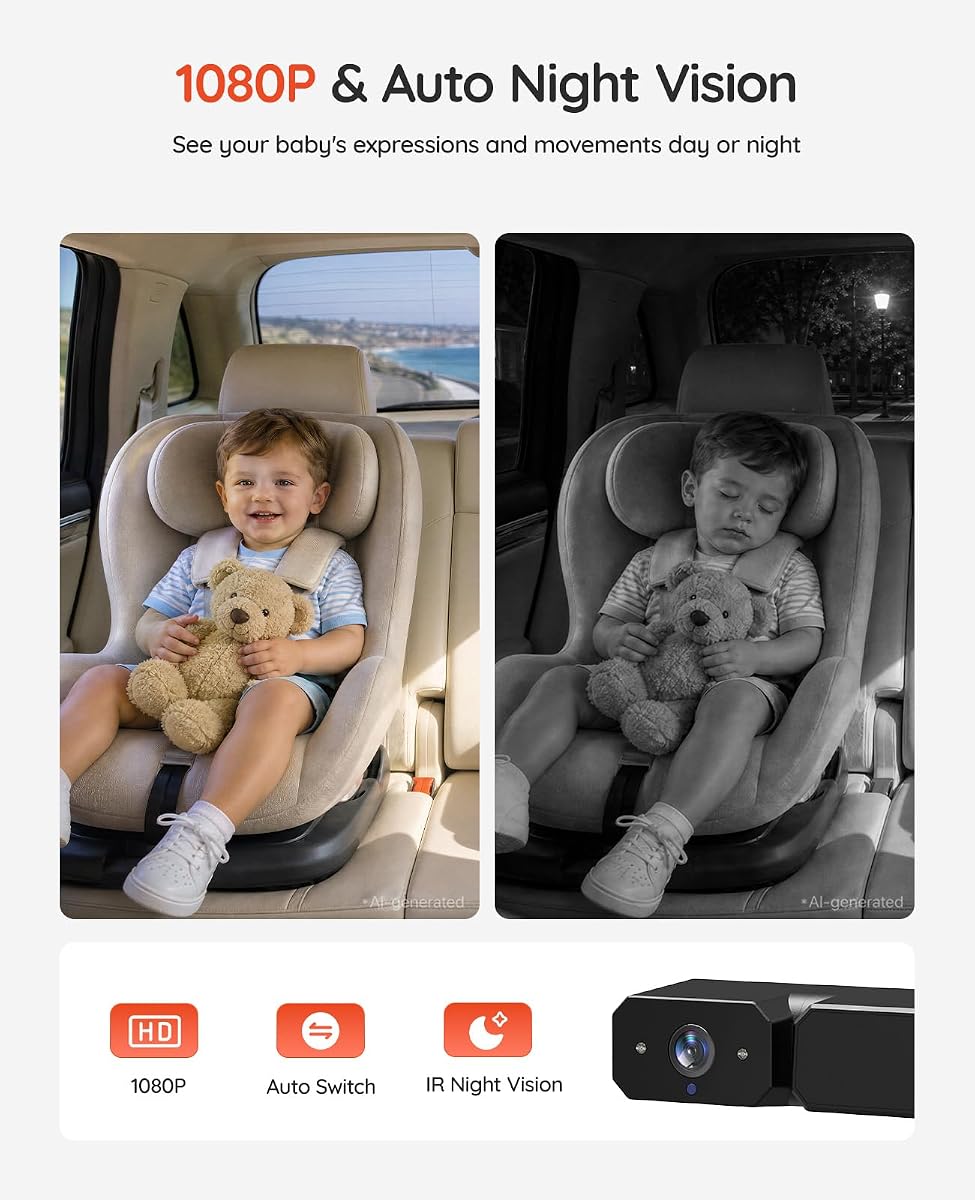 1080P & Auto Night Vision
See your baby's expressions and movements day or night
*AI-generated
*AI-generated
HD
1080P
Auto Switch
IR Night Vision